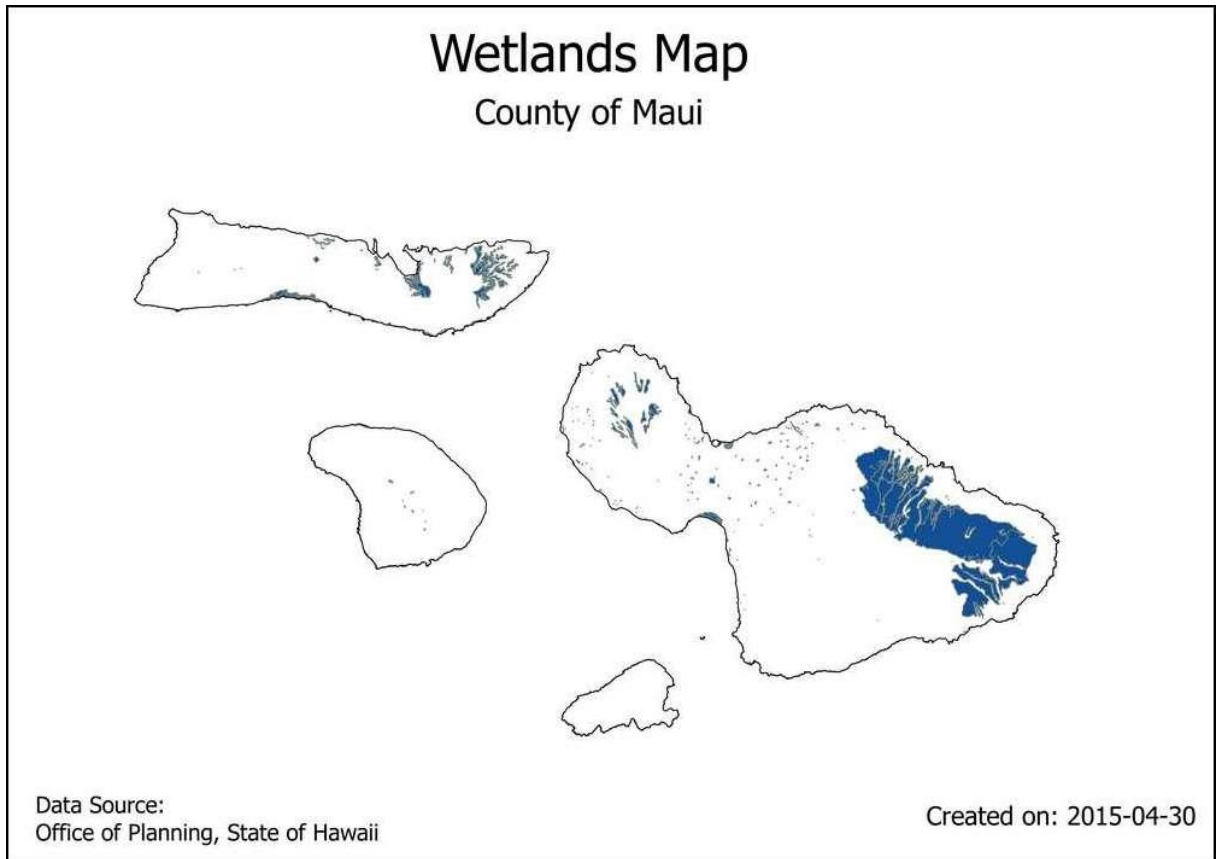 Wetlands Map
County of Maui
Data Source:
Office of Planning, State of Hawaii
Created on: 2015-04-30